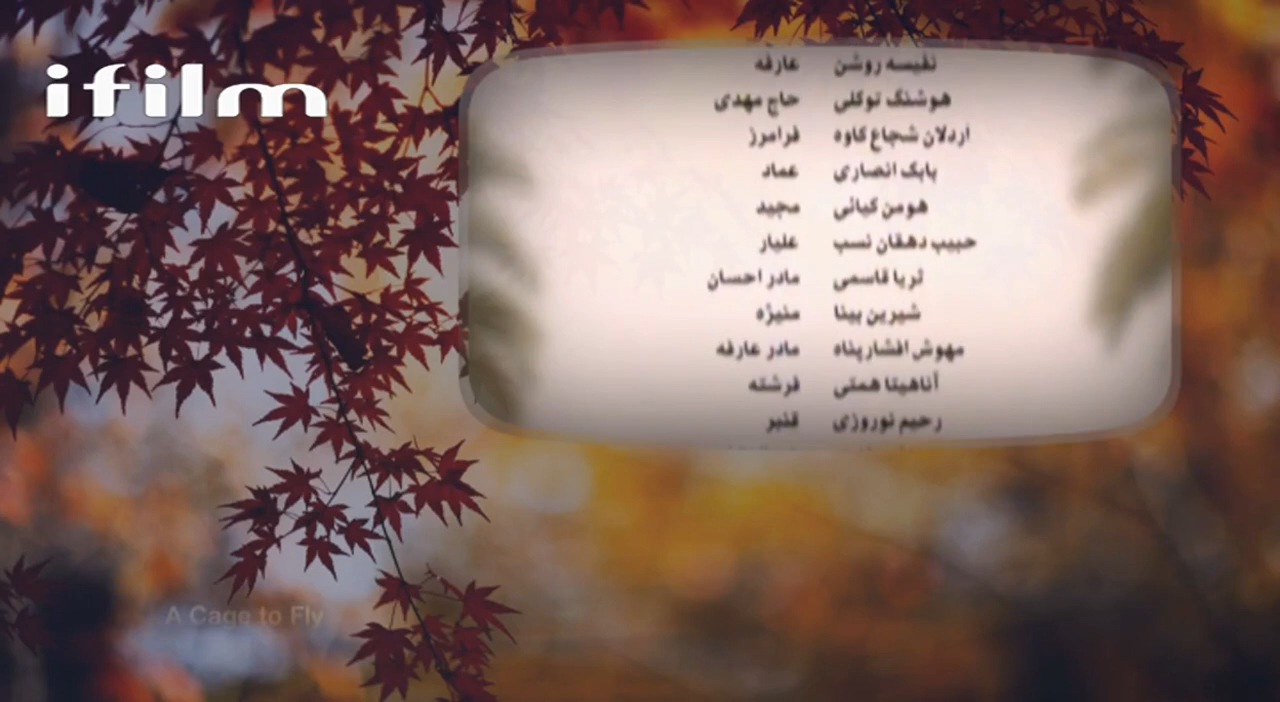 ifilm
نفیسه روشن عارفه
هوشنگ توکلی حاج مهدی
اردلان شجاع کاوه فرامرز
بابک انصاری عماد
هومن کیائی مجید
حبیب دهقان نسب علیار
ثریا قاسمی مادر احسان
شیرین بینا منیژه
مهوش افشارپناه مادر عارفه
آناهیتا همتی فرشته
رحیم نوروزی قنبر
A Cage to Fly